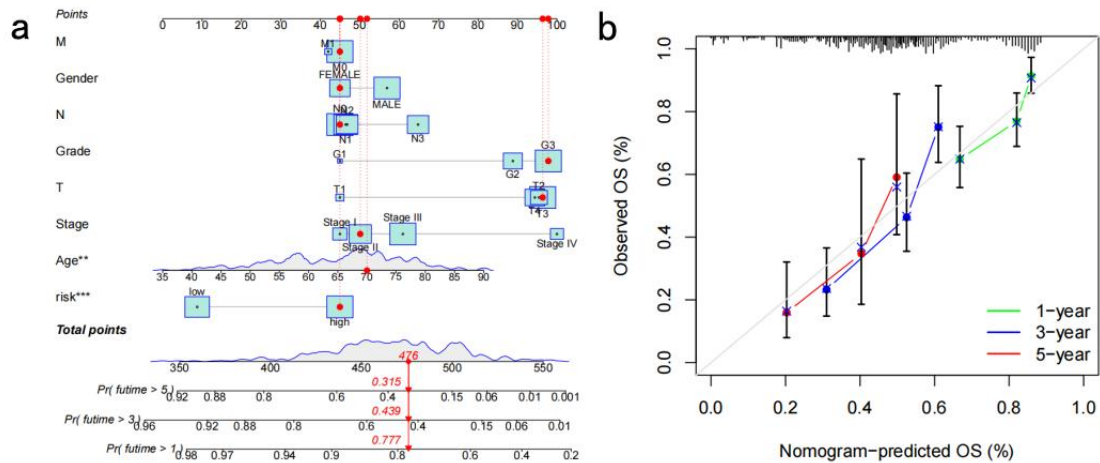 a
Points
0 10 20 30 40 50 60 70 80 90 100
M
M1
M0
Gender
FEMALE
MALE
N
N0
N2
N1
N3
Grade
G1
G2
G3
T
T1
T2
T4
T3
Stage
Stage I
Stage II
Stage III
Stage IV
Age**
35 40 45 50 55 60 65 70 75 80 85 90
risk***
low
high
Total points
476
350 400 450 500 550
0.315
Pr( futime > 5)
0.92 0.88 0.8 0.6 0.4 0.15 0.06 0.01 0.001
0.439
Pr( futime > 3)
0.96 0.92 0.88 0.8 0.6 0.4 0.15 0.06 0.01
0.777
Pr( futime > 1)
0.98 0.97 0.94 0.9 0.8 0.6 0.4 0.2
b
Observed OS (%)
1.0
0.8
0.6
0.4
0.2
0.0
1-year
3-year
5-year
0.0 0.2 0.4 0.6 0.8 1.0
Nomogram-predicted OS (%)